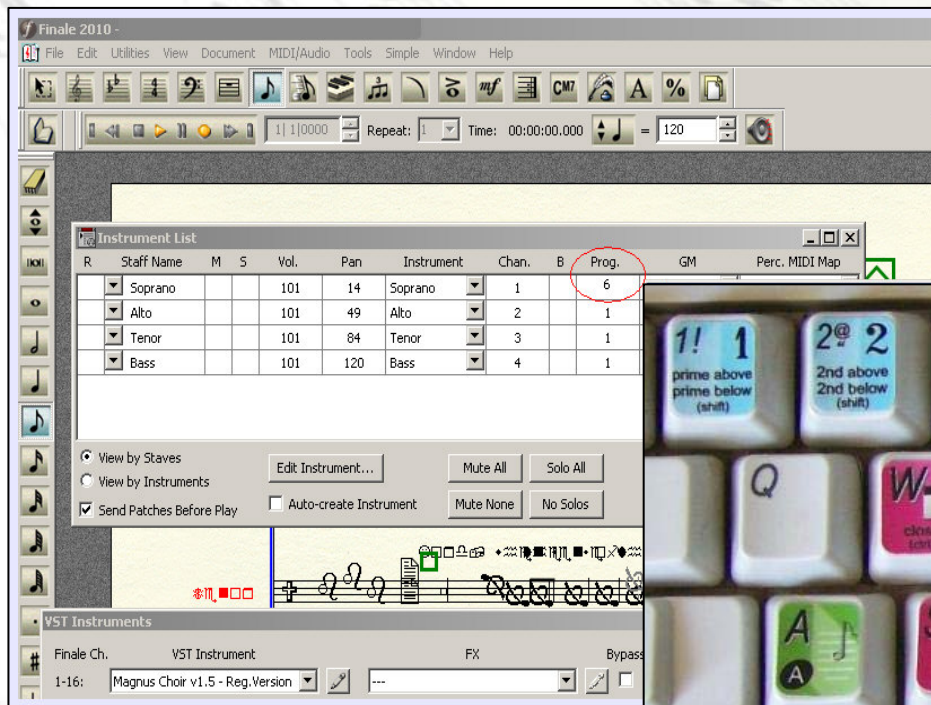 Finale 2010 -
File Edit Utilities View Document MIDI/Audio Tools Simple Window Help
mf CM7 A %
1| 1|0000 Repeat: 1 Time: 00:00:00.000 = 120
Instrument List
R Staff Name M S Vol. Pan Instrument Chan. B Prog. GM Perc. MIDI Map
Soprano 101 14 Soprano 1 6
Alto 101 49 Alto 2 1
Tenor 101 84 Tenor 3 1
Bass 101 120 Bass 4 1
View by Staves
View by Instruments
Send Patches Before Play
Edit Instrument... Mute All Solo All
Auto-create Instrument Mute None No Solos
VST Instruments
Finale Ch. VST Instrument FX Bypass
1-16: Magnus Choir v1.5 - Reg.Version ---
1! 1
prime above
prime below
(shift)
2@ 2
2nd above
2nd below
(shift)
Q
W
A
A